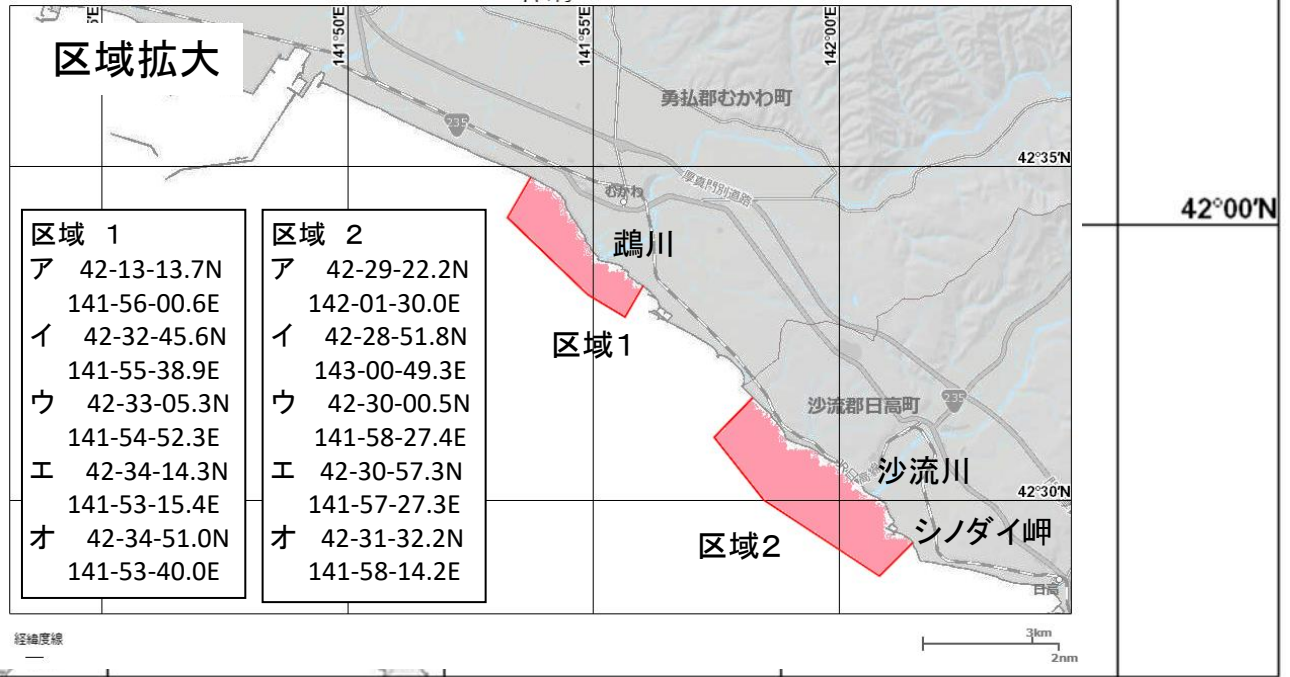 区域拡大
141°50'E
141°55'E
142°00'E
235
勇払郡むかわ町
42°35'N
厚真門別道路
むかわ
鵡川
区域1
42°00'N
区域 1
ア 42-13-13.7N
141-56-00.6E
イ 42-32-45.6N
141-55-38.9E
ウ 42-33-05.3N
141-54-52.3E
エ 42-34-14.3N
141-53-15.4E
オ 42-34-51.0N
141-53-40.0E
区域 2
ア 42-29-22.2N
142-01-30.0E
イ 42-28-51.8N
143-00-49.3E
ウ 42-30-00.5N
141-58-27.4E
エ 42-30-57.3N
141-57-27.3E
オ 42-31-32.2N
141-58-14.2E
沙流郡日高町
235
沙流川
42°30'N
シノダイ岬
区域2
日高
経緯度線
3km
2nm